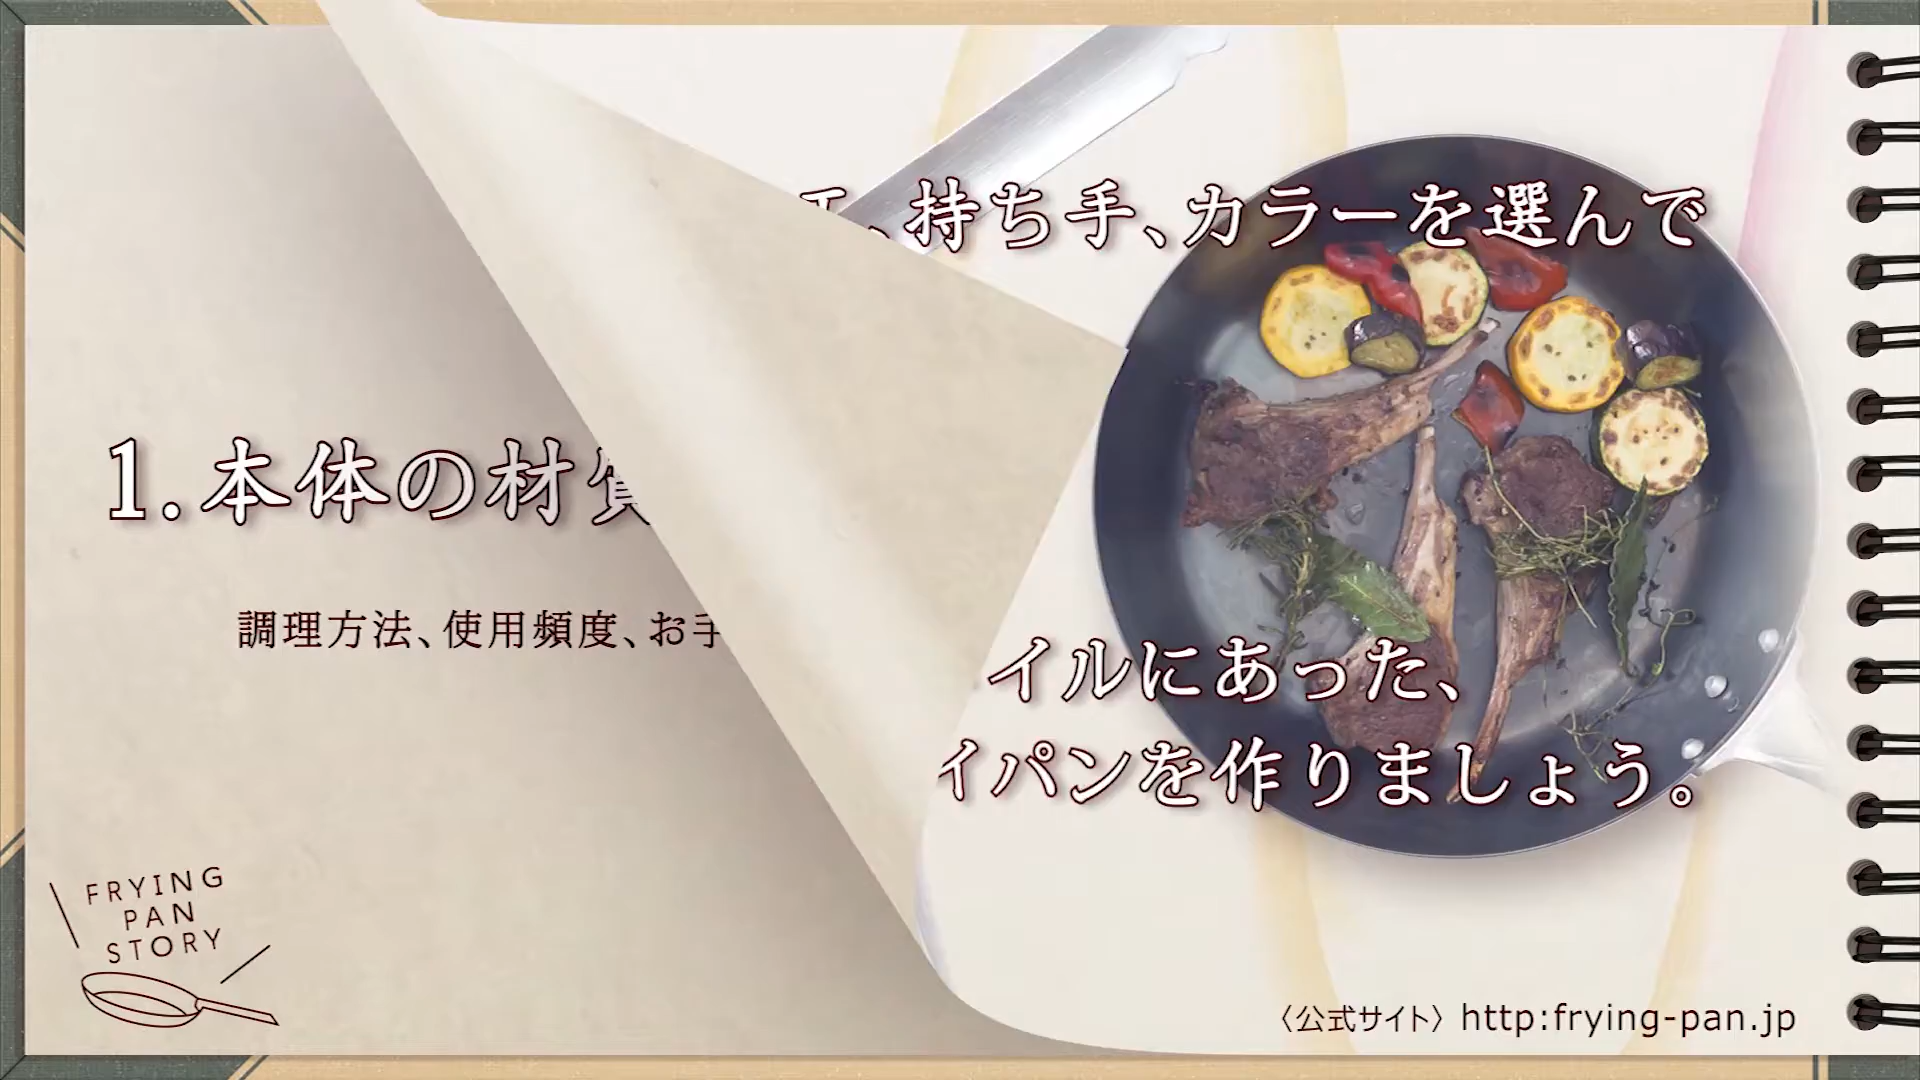 、持ち手、カラーを選んで
1.本体の材質
調理方法、使用頻度、お手
イルにあった、
イパンを作りましょう。
FRYING
PAN
STORY
〈公式サイト〉http:frying-pan.jp